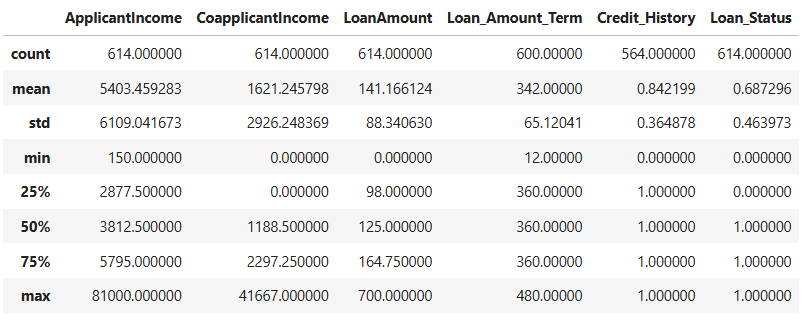 ApplicantIncome CoapplicantIncome LoanAmount Loan_Amount_Term Credit_History Loan_Status
count 614.000000 614.000000 614.000000 600.00000 564.000000 614.000000
mean 5403.459283 1621.245798 141.166124 342.00000 0.842199 0.687296
std 6109.041673 2926.248369 88.340630 65.12041 0.364878 0.463973
min 150.000000 0.000000 0.000000 12.00000 0.000000 0.000000
25% 2877.500000 0.000000 98.000000 360.00000 1.000000 0.000000
50% 3812.500000 1188.500000 125.000000 360.00000 1.000000 1.000000
75% 5795.000000 2297.250000 164.750000 360.00000 1.000000 1.000000
max 81000.000000 41667.000000 700.000000 480.00000 1.000000 1.000000